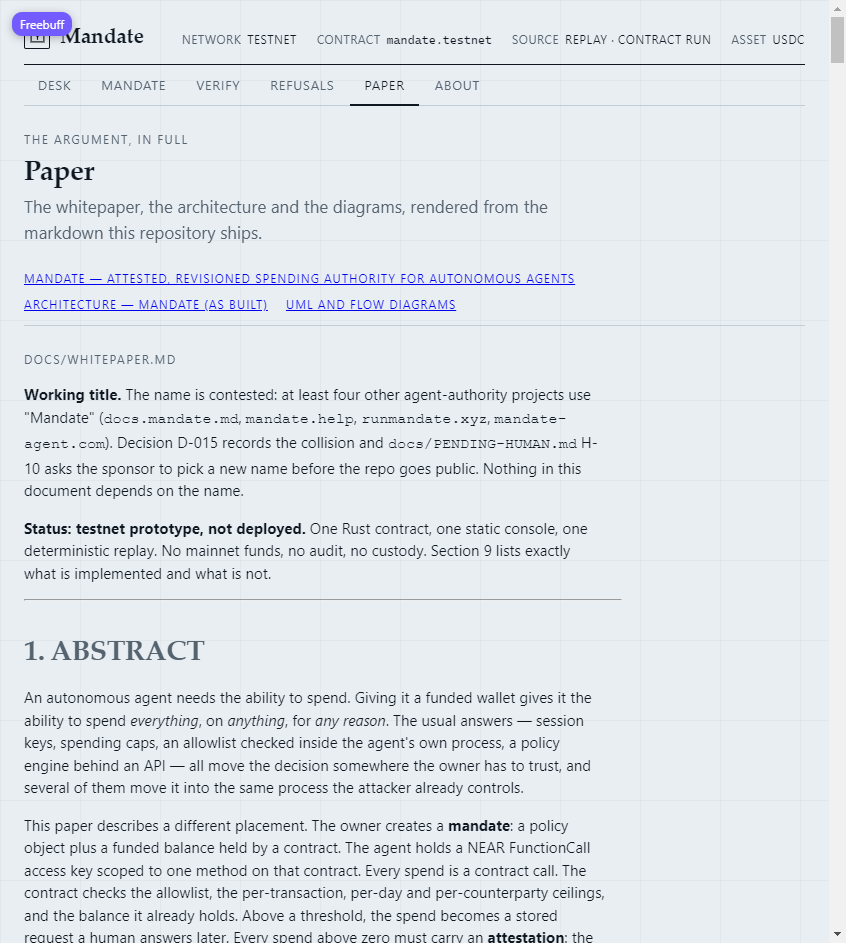 Freebuff
Mandate
NETWORK TESTNET CONTRACT mandate.testnet SOURCE REPLAY · CONTRACT RUN ASSET USDC
DESK MANDATE VERIFY REFUSALS PAPER ABOUT
THE ARGUMENT, IN FULL
Paper
The whitepaper, the architecture and the diagrams, rendered from the
markdown this repository ships.
MANDATE — ATTESTED, REVISIONED SPENDING AUTHORITY FOR AUTONOMOUS AGENTS
ARCHITECTURE — MANDATE (AS BUILT) UML AND FLOW DIAGRAMS
DOCS/WHITEPAPER.MD
Working title. The name is contested: at least four other agent-authority projects use
"Mandate" (docs.mandate.md, mandate.help, runmandate.xyz, mandate-
agent.com). Decision D-015 records the collision and docs/PENDING-HUMAN.md H-
10 asks the sponsor to pick a new name before the repo goes public. Nothing in this
document depends on the name.
Status: testnet prototype, not deployed. One Rust contract, one static console, one
deterministic replay. No mainnet funds, no audit, no custody. Section 9 lists exactly
what is implemented and what is not.
1. ABSTRACT
An autonomous agent needs the ability to spend. Giving it a funded wallet gives it the
ability to spend everything, on anything, for any reason. The usual answers — session
keys, spending caps, an allowlist checked inside the agent's own process, a policy
engine behind an API — all move the decision somewhere the owner has to trust, and
several of them move it into the same process the attacker already controls.
This paper describes a different placement. The owner creates a mandate: a policy
object plus a funded balance held by a contract. The agent holds a NEAR FunctionCall
access key scoped to one method on that contract. Every spend is a contract call. The
contract checks the allowlist, the per-transaction, per-day and per-counterparty ceilings,
and the balance it already holds. Above a threshold, the spend becomes a stored
request a human answers later. Every spend above zero must carry an attestation: the